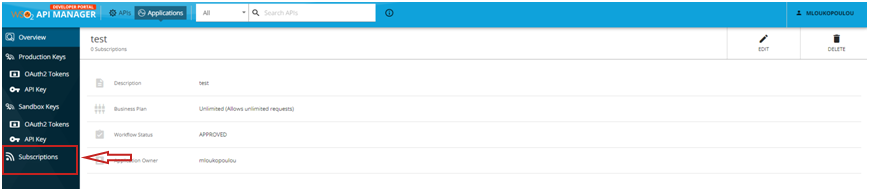 DEVELOPER PORTAL
WSO2 API MANAGER
APIs
Applications
All
Search APIs
MLOUKOPOULOU
Overview
Production Keys
OAuth2 Tokens
API Key
Sandbox Keys
OAuth2 Tokens
API Key
Subscriptions
test
0 Subscriptions
EDIT
DELETE
Description test
Business Plan Unlimited (Allows unlimited requests)
Workflow Status APPROVED
Application Owner mloukopoulou